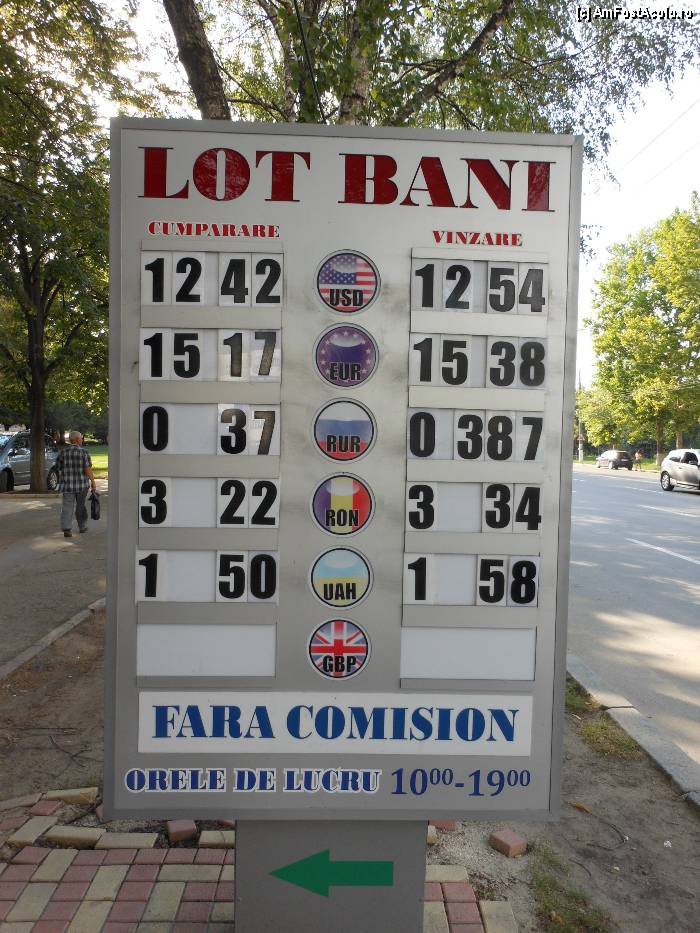 (c) AmFostAcolo.ro
LOT BANI
CUMPARARE VINZARE
12 42 USD 12 54
15 17 EUR 15 38
0 37 RUR 0 387
3 22 RON 3 34
1 50 UAH 1 58
GBP
FARA COMISION
ORELE DE LUCRU 10⁰⁰-19⁰⁰